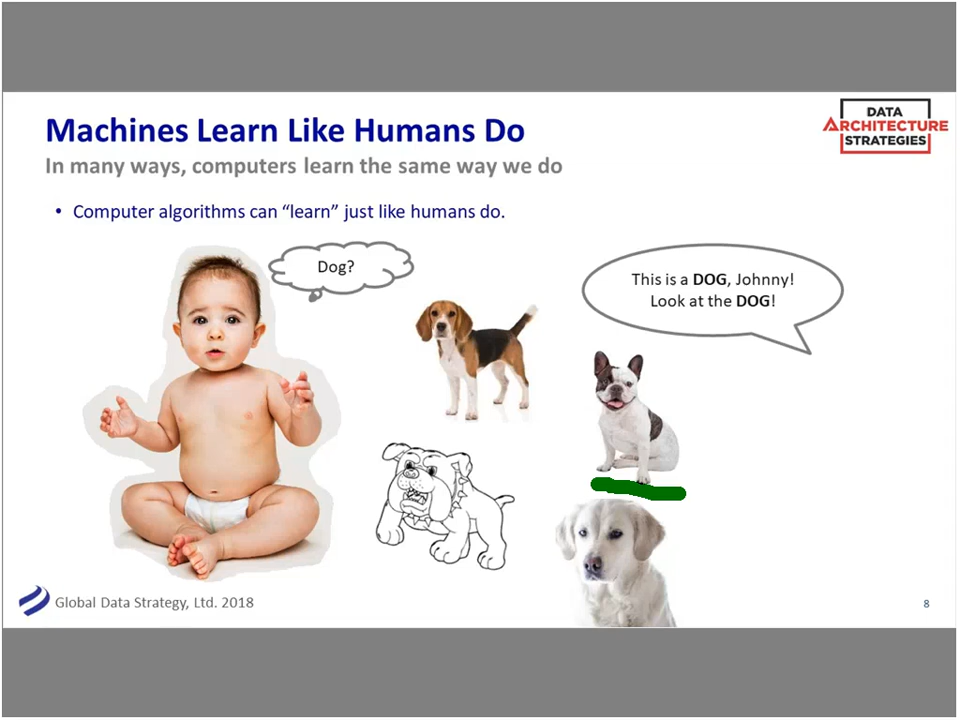 Machines Learn Like Humans Do
In many ways, computers learn the same way we do
DATA
ARCHITECTURE
STRATEGIES
• Computer algorithms can “learn” just like humans do.
Dog?
This is a DOG, Johnny!
Look at the DOG!
Global Data Strategy, Ltd. 2018
8